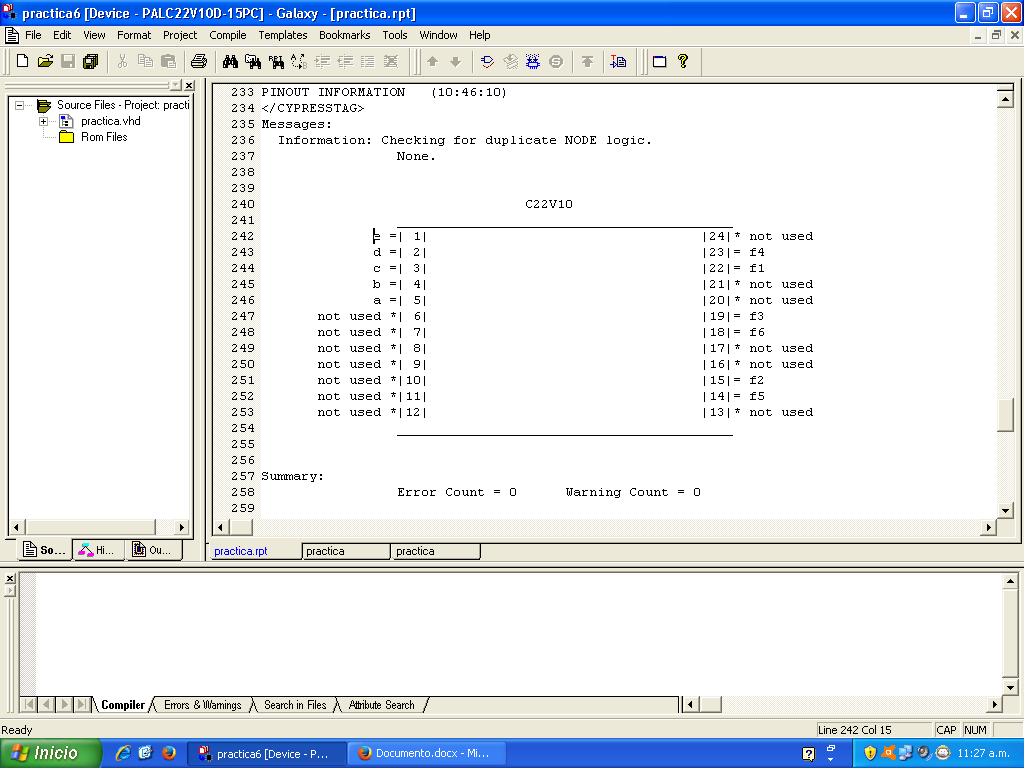 practica6 [Device - PALC22V10D-15PC] - Galaxy - [practica.rpt]
File Edit View Format Project Compile Templates Bookmarks Tools Window Help
Source Files - Project: practi
practica.vhd
Rom Files
So... Hi... Ou...
233 PINOUT INFORMATION (10:46:10)
234 </CYPRESSTAG>
235 Messages:
236 Information: Checking for duplicate NODE logic.
237 None.
238
239
240 C22V10
241
242 e =| 1| |24|* not used
243 d =| 2| |23|= f4
244 c =| 3| |22|= f1
245 b =| 4| |21|* not used
246 a =| 5| |20|* not used
247 not used *| 6| |19|= f3
248 not used *| 7| |18|= f6
249 not used *| 8| |17|* not used
250 not used *| 9| |16|* not used
251 not used *|10| |15|= f2
252 not used *|11| |14|= f5
253 not used *|12| |13|* not used
254
255
256
257 Summary:
258 Error Count = 0 Warning Count = 0
259
practica.rpt practica practica
Compiler Errors & Warnings Search in Files Attribute Search
Ready Line 242 Col 15 CAP NUM
Inicio practica6 [Device - P... Documento.docx - Mi... 11:27 a.m.